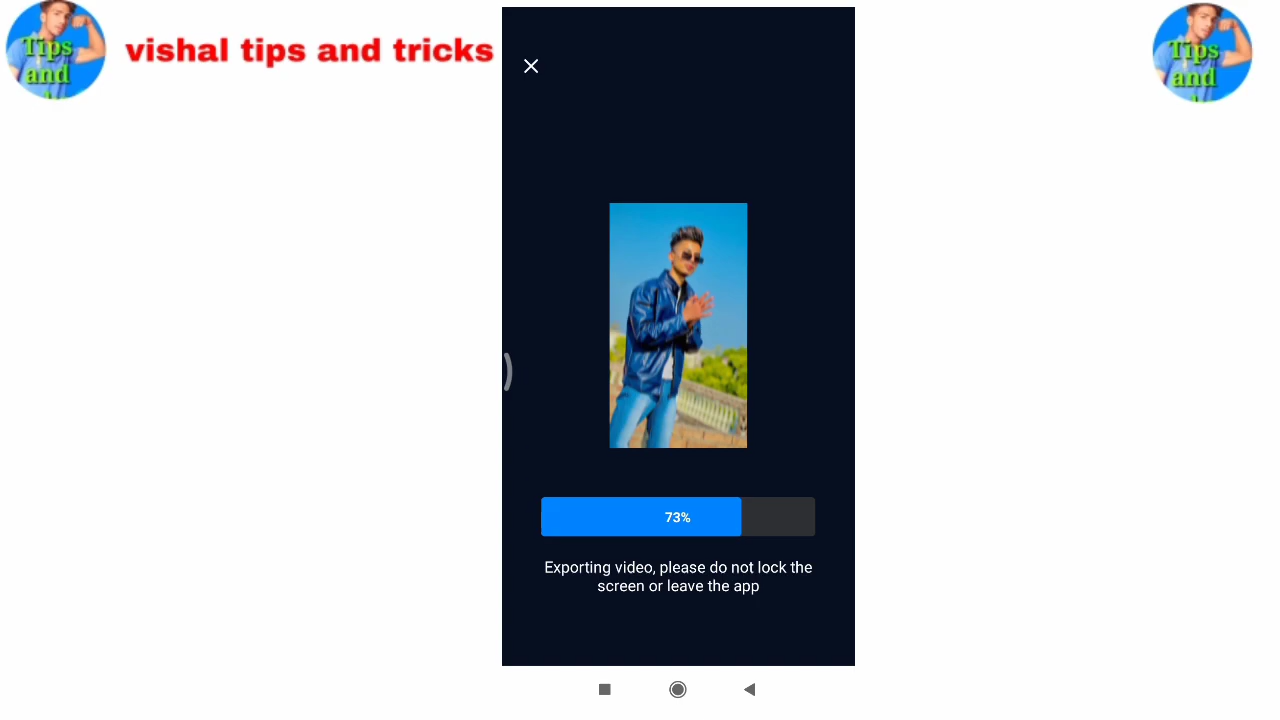 Tips
and
vishal tips and tricks
Tips
and
73%
Exporting video, please do not lock the
screen or leave the app